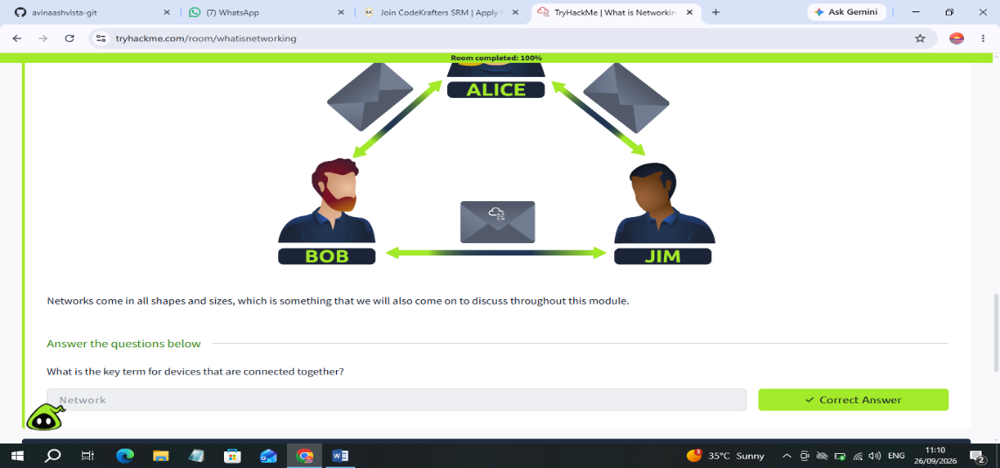 avinaashvista-git
(7) WhatsApp
Join CodeKrafters SRM | Apply
TryHackMe | What is Networkin
Ask Gemini
tryhackme.com/room/whatisnetworking
Room completed: 100%
ALICE
BOB
JIM
Networks come in all shapes and sizes, which is something that we will also come on to discuss throughout this module.
Answer the questions below
What is the key term for devices that are connected together?
Network
Correct Answer
3
35°C Sunny
ENG
11:10
26/09/2026
2